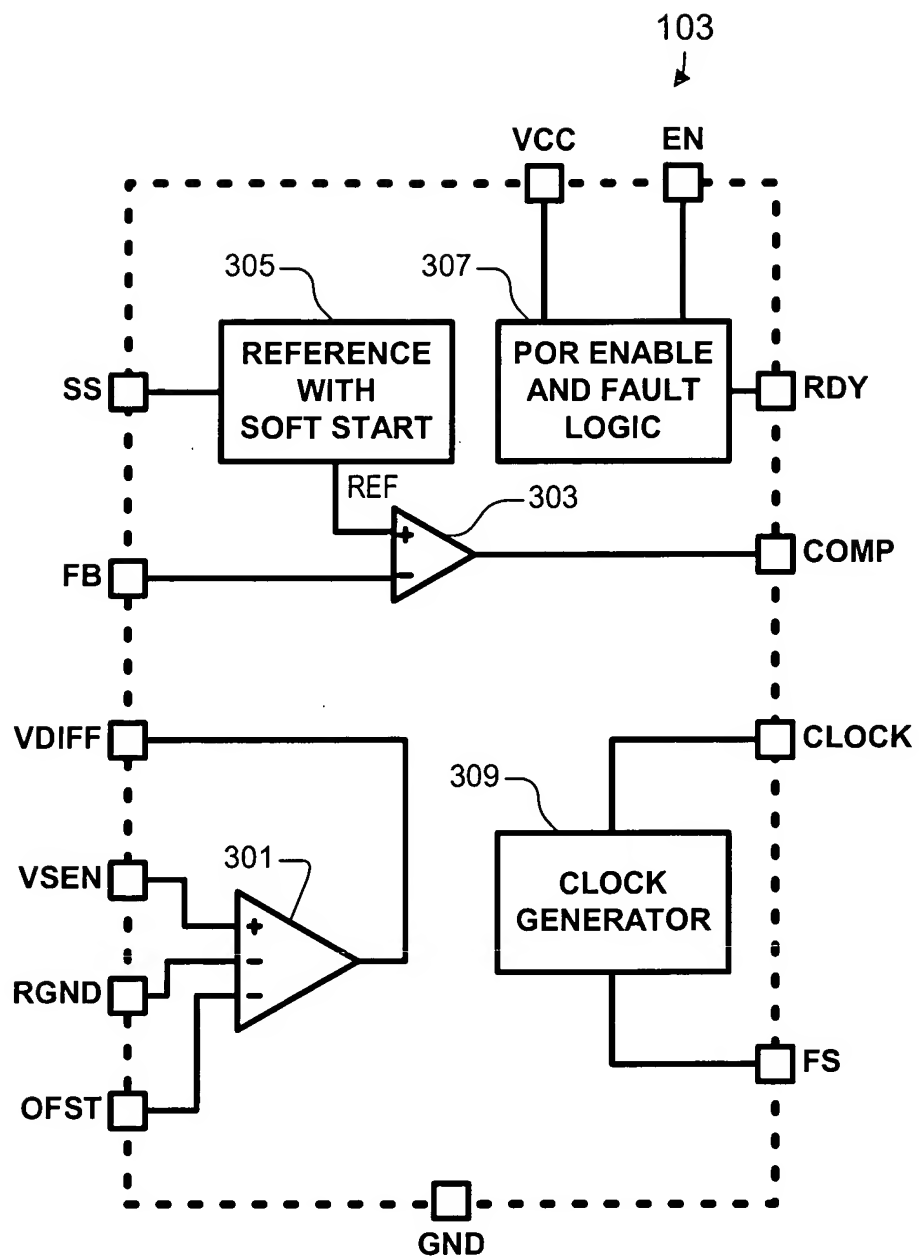 103
VCC
EN
305
307
REFERENCE
WITH
SOFT START
POR ENABLE
AND FAULT
LOGIC
SS
RDY
REF
303
+
−
FB
COMP
VDIFF
CLOCK
309
VSEN
301
+
−
−
CLOCK
GENERATOR
RGND
FS
OFST
GND